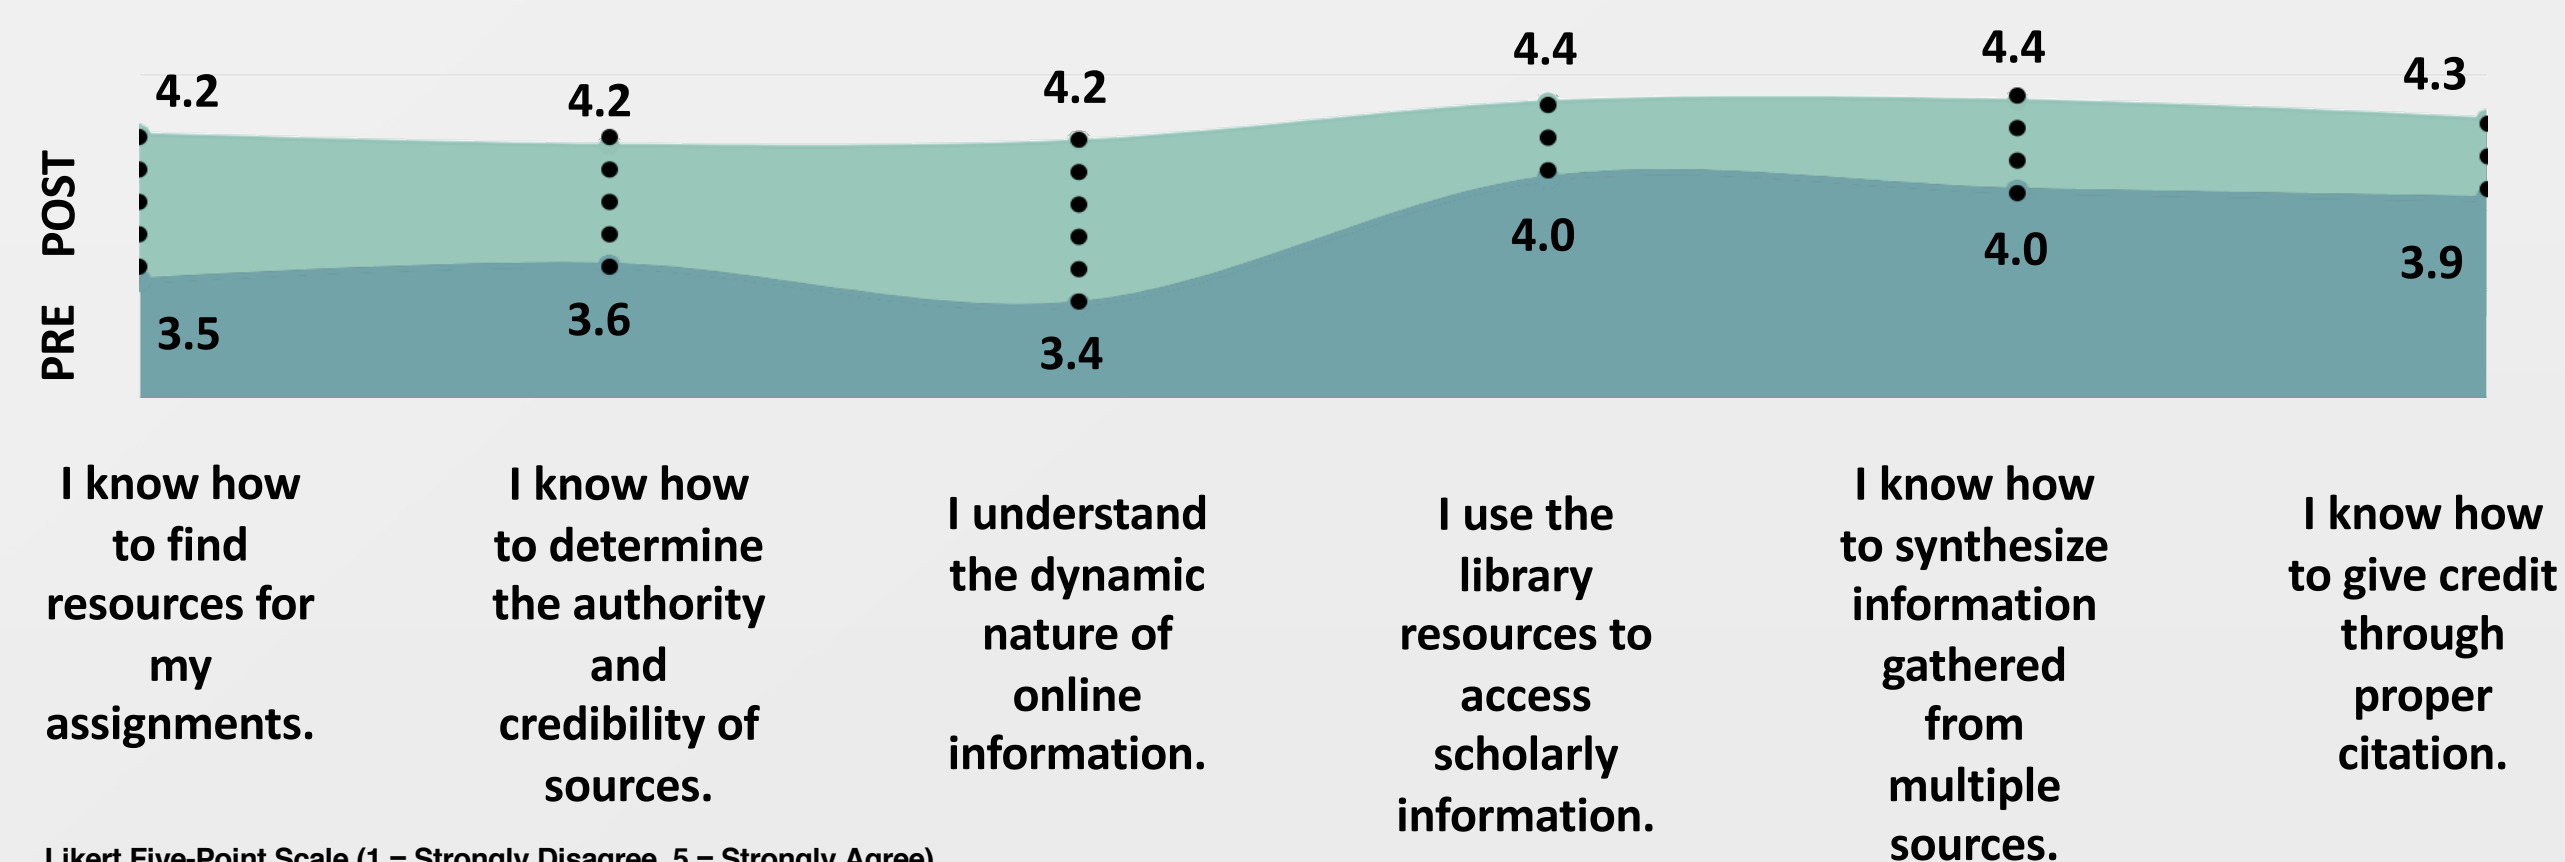 4.2
4.2
4.2
4.4
4.4
4.3
POST
PRE
3.5
3.6
3.4
4.0
4.0
3.9
I know how
to find
resources for
my
assignments.
I know how
to determine
the authority
and
credibility of
sources.
I understand
the dynamic
nature of
online
information.
I use the
library
resources to
access
scholarly
information.
I know how
to synthesize
information
gathered
from
multiple
sources.
I know how
to give credit
through
proper
citation.
Likert Five-Point Scale (1 = Strongly Disagree, 5 = Strongly Agree)